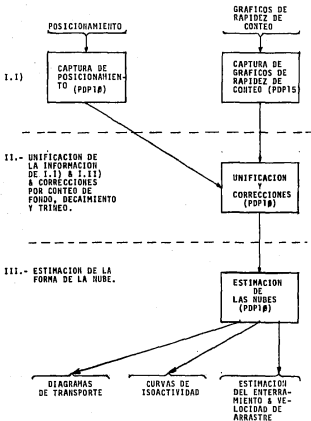 POSICIONAMIENTO
GRAFICOS DE
RAPIDEZ DE
CONTEO
I.I)
CAPTURA DE
POSICIONAMIEN-
TO (PDP1Ø)
CAPTURA DE
GRAFICOS DE
RAPIDEZ DE
CONTEO (PDP15)
II.- UNIFICACION DE
LA INFORMACION
DE I.I) & I.II)
& CORRECCIONES
POR CONTEO DE
FONDO, DECAIMIENTO
Y TRINEO.
UNIFICACION
Y
CORRECCIONES
(PDP1Ø)
III.- ESTIMACION DE LA
FORMA DE LA NUBE.
ESTIMACION
DE
LAS NUBES
(PDP1Ø)
DIAGRAMAS
DE TRANSPORTE
CURVAS DE
ISOACTIVIDAD
ESTIMACION
DEL ENTERRA-
MIENTO & VE-
LOCIDAD DE
ARRASTRE